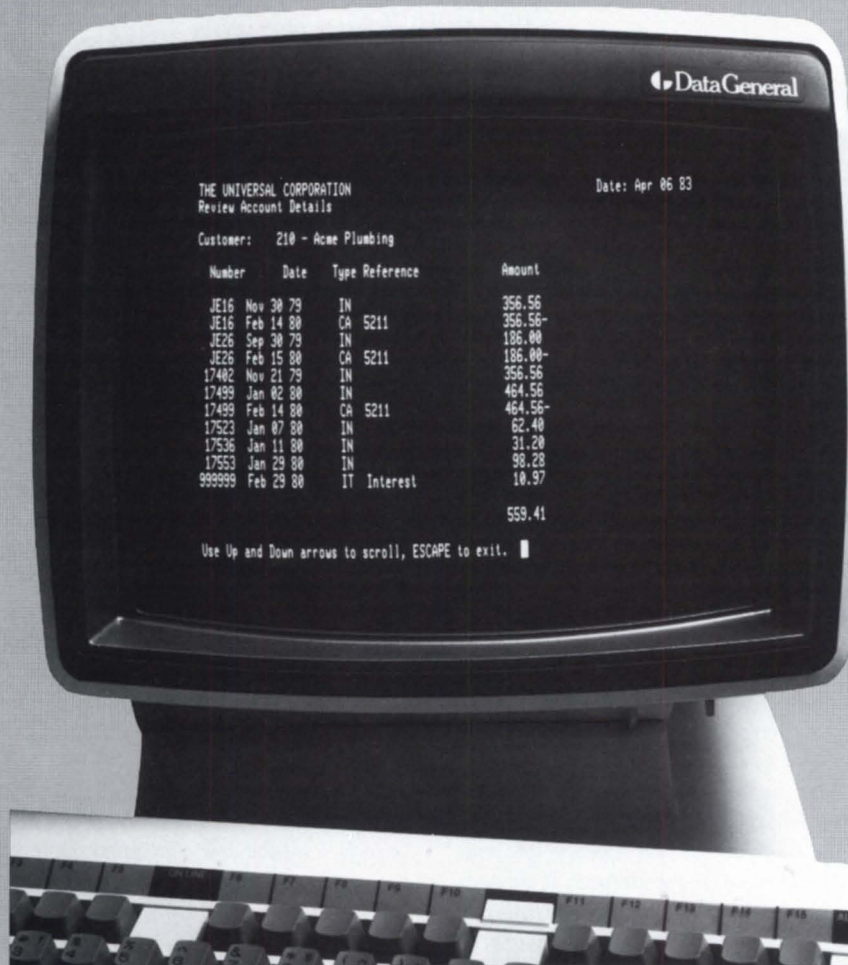 DataGeneral
THE UNIVERSAL CORPORATION Date: Apr 06 83
Review Account Details
Customer: 210 - Acme Plumbing
Number Date Type Reference Amount
JE16 Nov 30 79 IN 356.56
JE16 Feb 14 80 CA 5211 356.56-
JE26 Sep 30 79 IN 186.00
JE26 Feb 15 80 CA 5211 186.00-
17402 Nov 21 79 IN 356.56
17499 Jan 02 80 IN 464.56
17499 Feb 14 80 CA 5211 464.56-
17523 Jan 07 80 IN 62.40
17536 Jan 11 80 IN 31.20
17553 Jan 29 80 IN 98.28
999999 Feb 29 80 IT Interest 10.97
559.41
Use Up and Down arrows to scroll, ESCAPE to exit.
ON LINE F6 F7 F8 F9 F10 F11 F12 F13 F14 F15